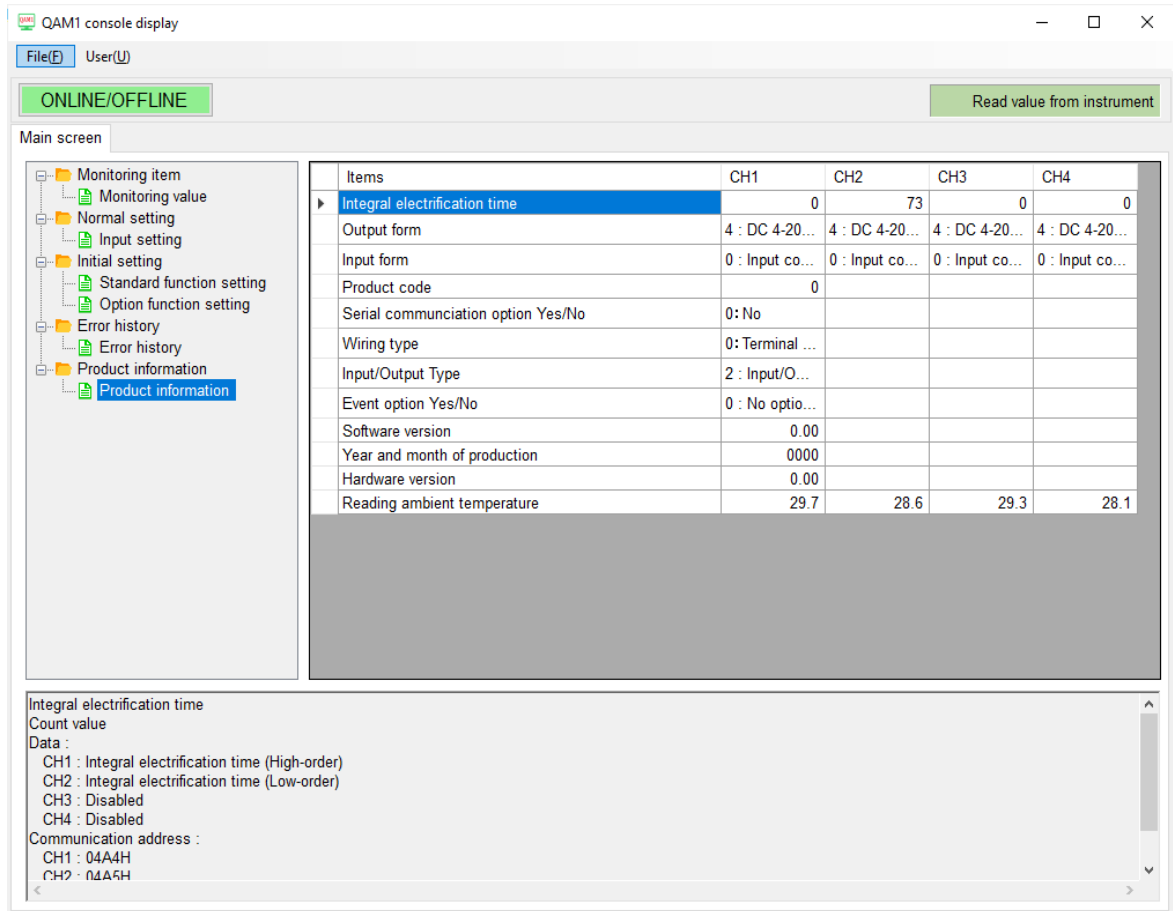 QAM1 console display
File(F) User(U)
ONLINE/OFFLINE
Read value from instrument
Main screen
Monitoring item
Monitoring value
Normal setting
Input setting
Initial setting
Standard function setting
Option function setting
Error history
Error history
Product information
Product information
Items CH1 CH2 CH3 CH4
Integral electrification time 0 73 0 0
Output form 4 : DC 4-20... 4 : DC 4-20... 4 : DC 4-20... 4 : DC 4-20...
Input form 0 : Input co... 0 : Input co... 0 : Input co... 0 : Input co...
Product code 0
Serial communciation option Yes/No 0: No
Wiring type 0: Terminal ...
Input/Output Type 2 : Input/O...
Event option Yes/No 0 : No optio...
Software version 0.00
Year and month of production 0000
Hardware version 0.00
Reading ambient temperature 29.7 28.6 29.3 28.1
Integral electrification time
Count value
Data :
CH1 : Integral electrification time (High-order)
CH2 : Integral electrification time (Low-order)
CH3 : Disabled
CH4 : Disabled
Communication address :
CH1 : 04A4H
CH2 : 04A5H